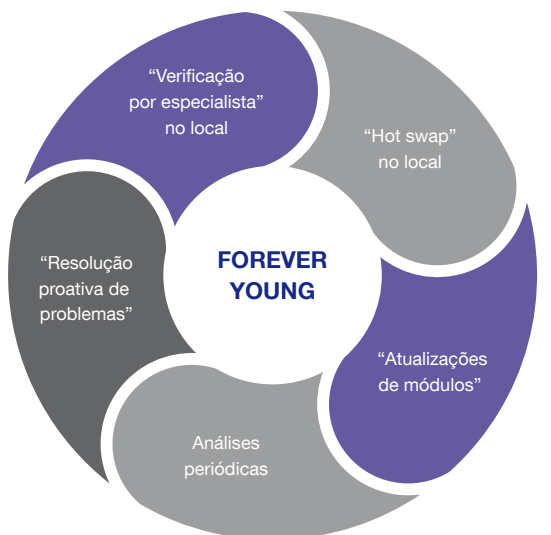 “Verificação
por especialista”
no local
“Hot swap”
no local
“Resolução
proativa de
problemas”
FOREVER
YOUNG
“Atualizações
de módulos”
Análises
periódicas